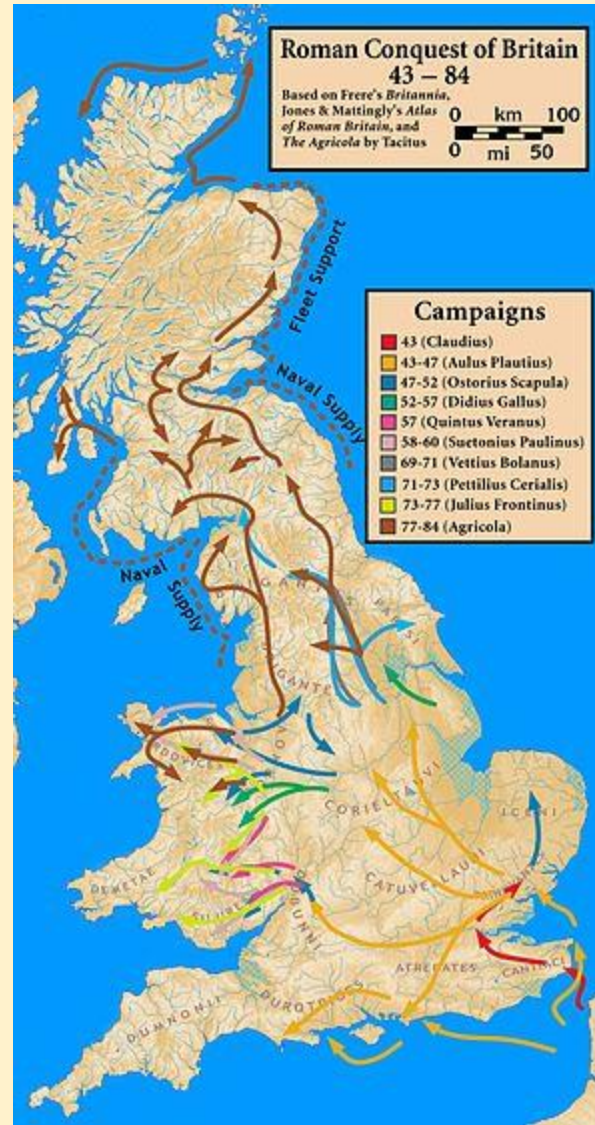 Roman Conquest of Britain
43 – 84
Based on Frere's Britannia,
Jones & Mattingly's Atlas
of Roman Britain, and
The Agricola by Tacitus
0 km 100
0 mi 50
Fleet Support
Naval Supply
Campaigns
43 (Claudius)
43-47 (Aulus Plautius)
47-52 (Ostorius Scapula)
52-57 (Didius Gallus)
57 (Quintus Veranus)
58-60 (Suetonius Paulinus)
69-71 (Vettius Bolanus)
71-73 (Pettilius Cerialis)
73-77 (Julius Frontinus)
77-84 (Agricola)
Naval
Supply
PARISI
CORIELTAUVI
ICENI
CATUVELLAUNI
DEMETAE
ATREBATES
CANTIACI
DUROTRIGES
DUMNONII